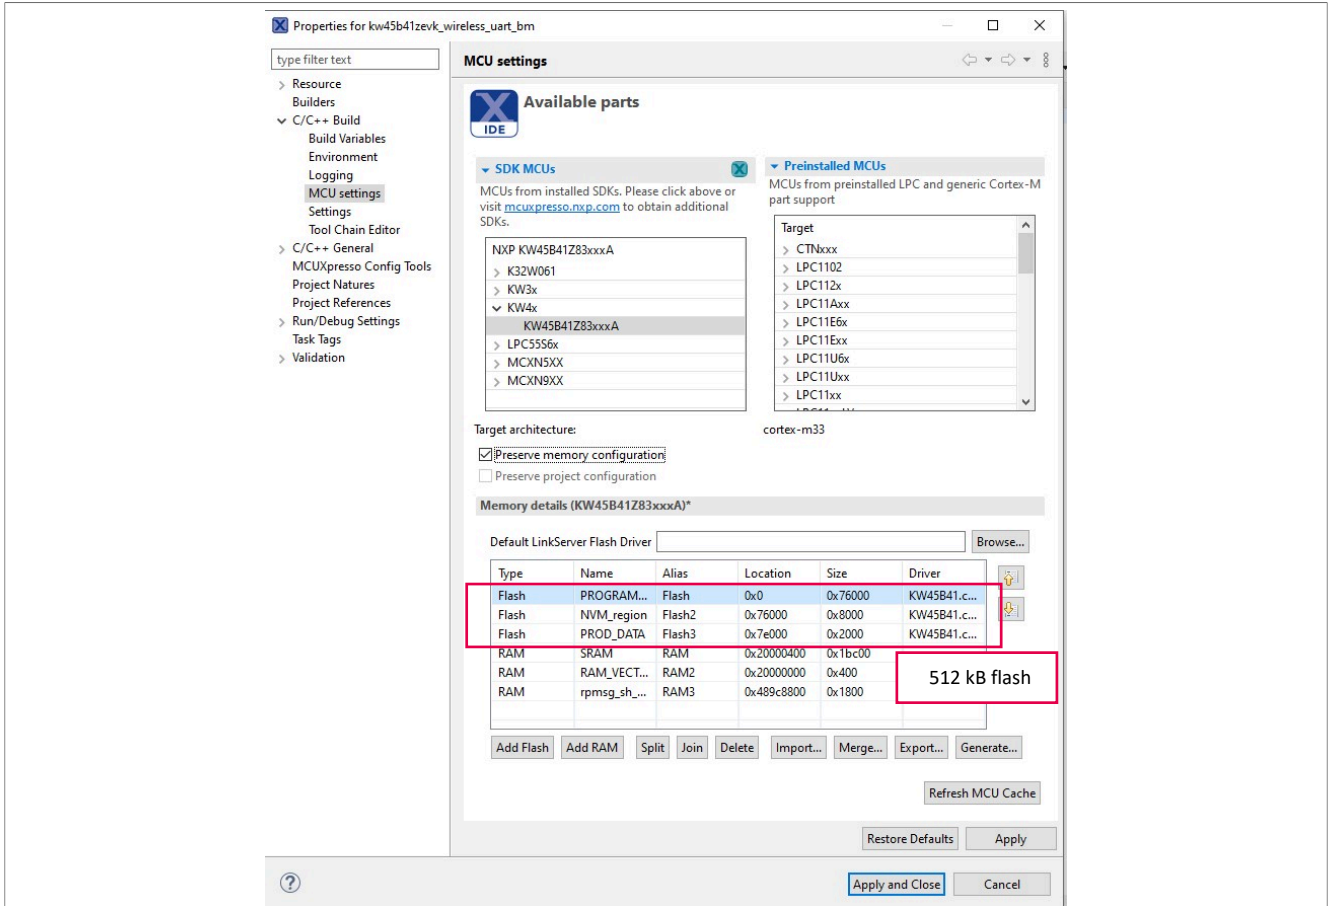 Properties for kw45b41zevk_wireless_uart_bm
type filter text
Resource
Builders
C/C++ Build
Build Variables
Environment
Logging
MCU settings
Settings
Tool Chain Editor
C/C++ General
MCUXpresso Config Tools
Project Natures
Project References
Run/Debug Settings
Task Tags
Validation
MCU settings
IDE
Available parts
SDK MCUs
MCUs from installed SDKs. Please click above or
visit mcuxpresso.nxp.com to obtain additional
SDKs.
NXP KW45B41Z83xxxA
K32W061
KW3x
KW4x
KW45B41Z83xxxA
LPC55S6x
MCXN5XX
MCXN9XX
Preinstalled MCUs
MCUs from preinstalled LPC and generic Cortex-M
part support
Target
CTNxxx
LPC1102
LPC112x
LPC11Axx
LPC11E6x
LPC11Exx
LPC11U6x
LPC11Uxx
LPC11xx
Target architecture: cortex-m33
Preserve memory configuration
Preserve project configuration
Memory details (KW45B41Z83xxxA)*
Default LinkServer Flash Driver Browse...
Type Name Alias Location Size Driver
Flash PROGRAM... Flash 0x0 0x76000 KW45B41.c...
Flash NVM_region Flash2 0x76000 0x8000 KW45B41.c...
Flash PROD_DATA Flash3 0x7e000 0x2000 KW45B41.c...
RAM SRAM RAM 0x20000400 0x1bc00
RAM RAM_VECT... RAM2 0x20000000 0x400
RAM rpmsg_sh_... RAM3 0x489c8800 0x1800
512 kB flash
Add Flash Add RAM Split Join Delete Import... Merge... Export... Generate...
Refresh MCU Cache
Restore Defaults Apply
Apply and Close Cancel